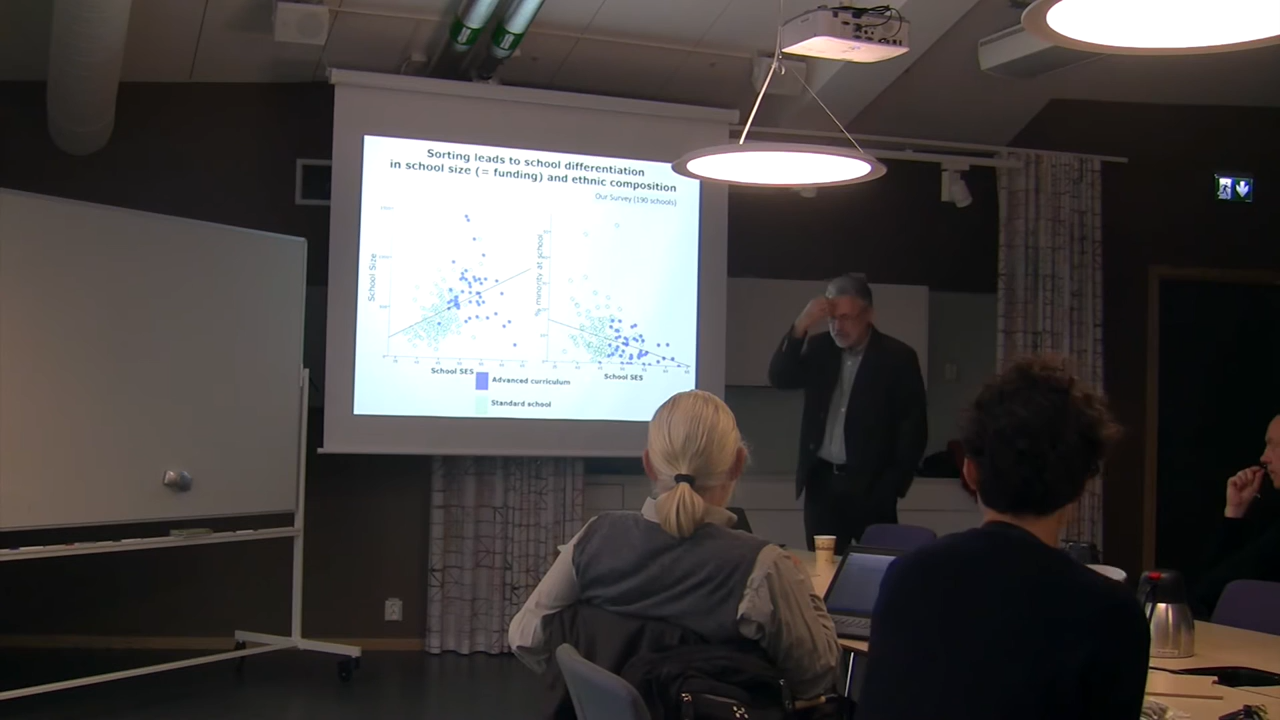 Sorting leads to school differentiation
in school size (= funding) and ethnic composition
Our Survey (190 schools)
School Size
% minority at school
School SES
School SES
Advanced curriculum
Standard school